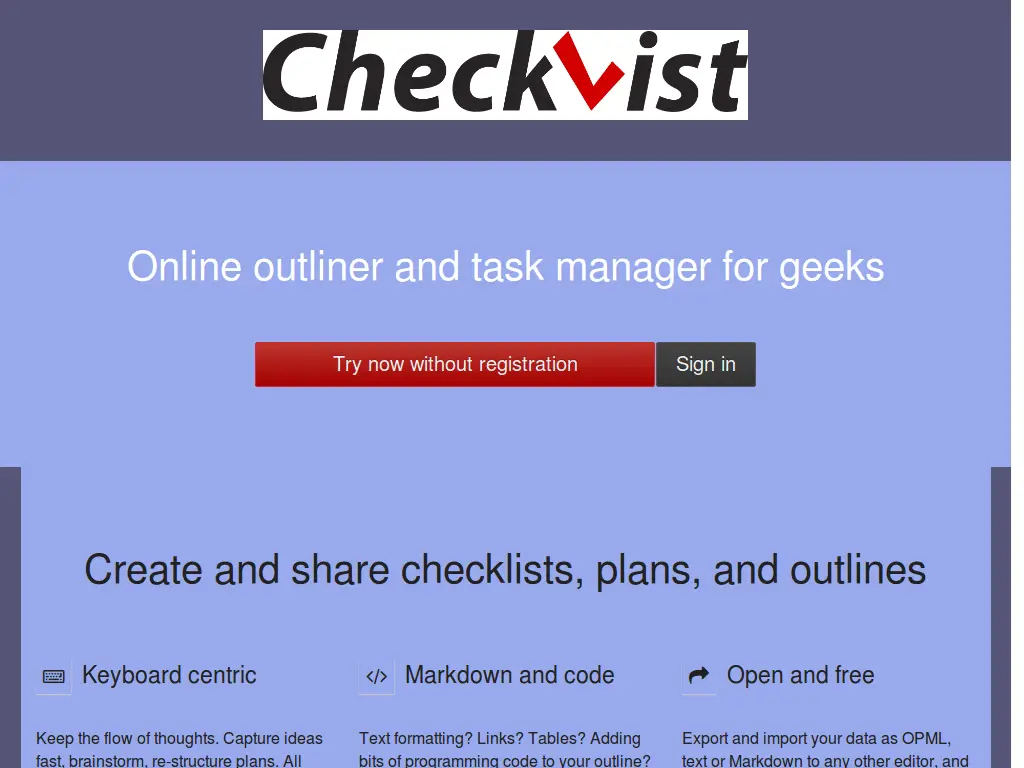 Checkvist
Online outliner and task manager for geeks
Try now without registration
Sign in
Create and share checklists, plans, and outlines
Keyboard centric
Keep the flow of thoughts. Capture ideas
fast, brainstorm, re-structure plans. All
Markdown and code
Text formatting? Links? Tables? Adding
bits of programming code to your outline?
Open and free
Export and import your data as OPML,
text or Markdown to any other editor, and